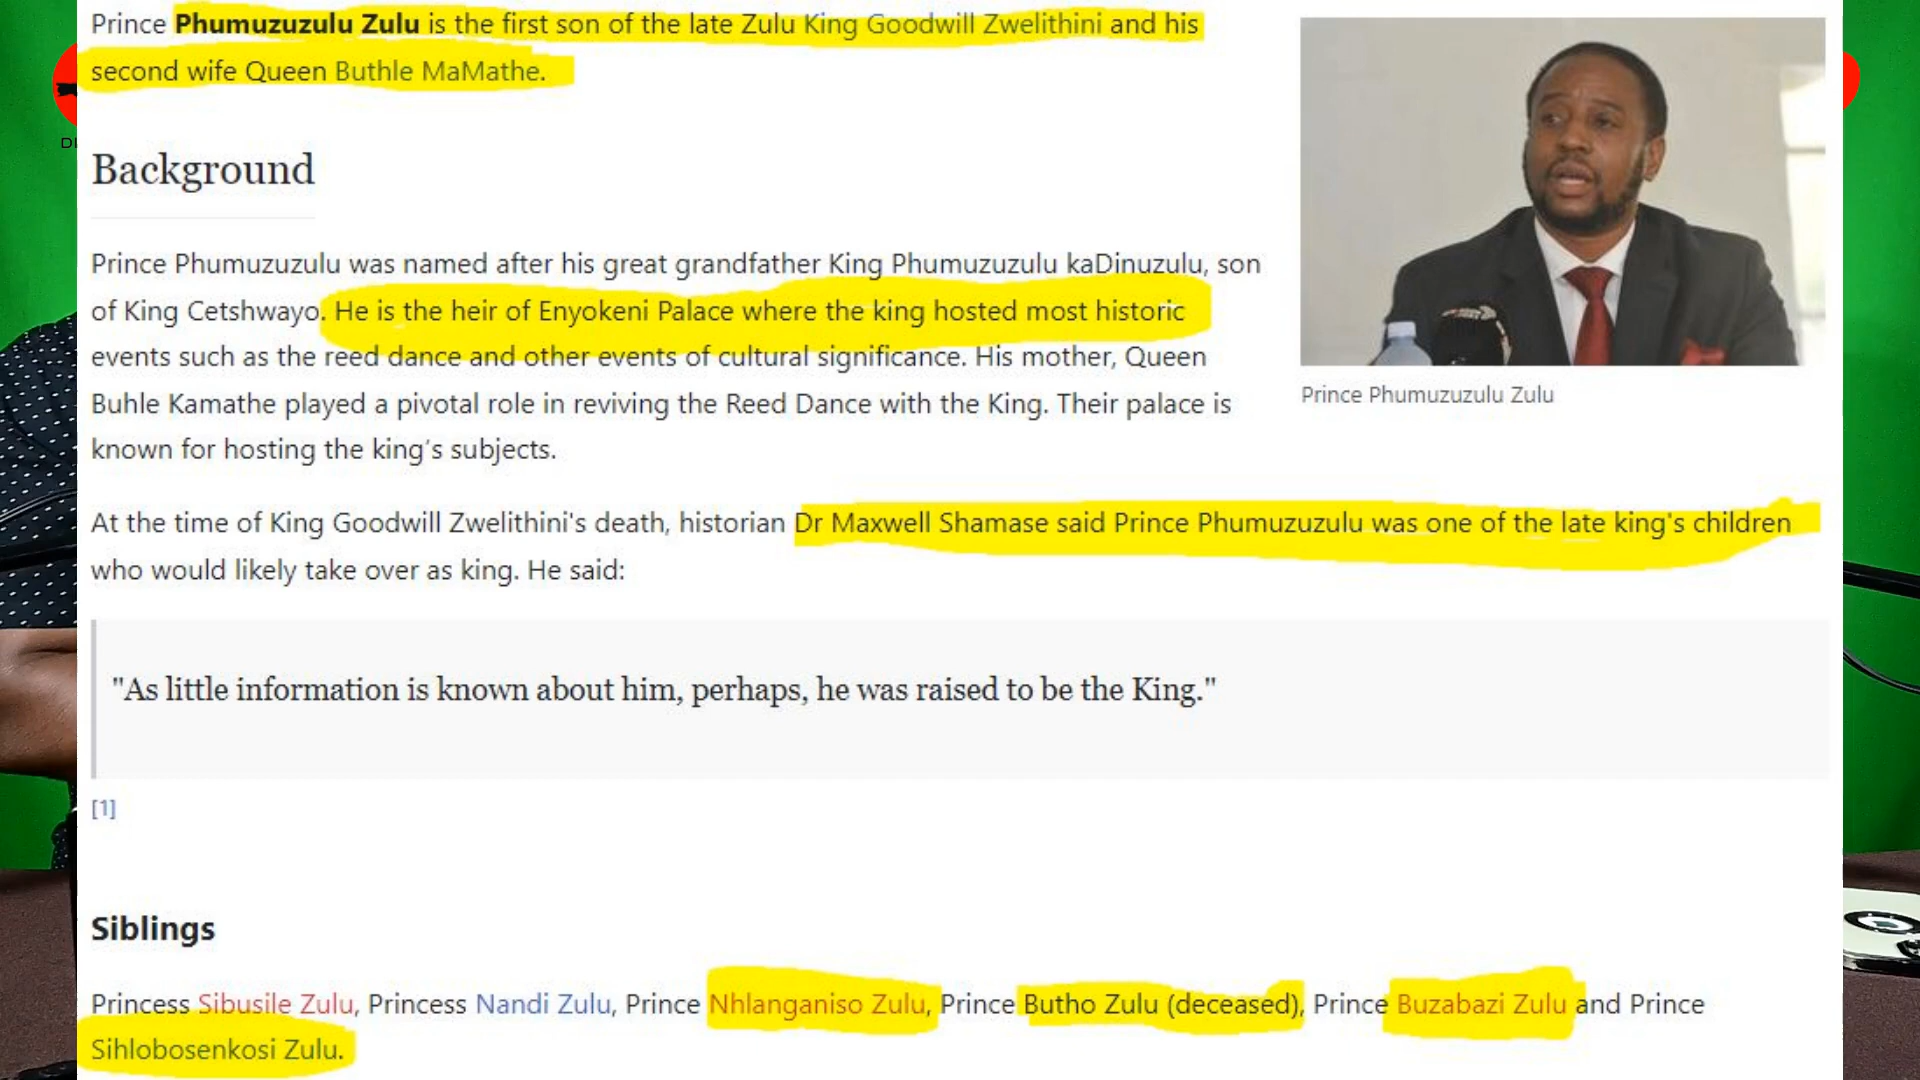 Prince Phumuzuzulu Zulu is the first son of the late Zulu King Goodwill Zwelithini and his
second wife Queen Buthle MaMathe.
Background
Prince Phumuzuzulu was named after his great grandfather King Phumuzuzulu kaDinuzulu, son
of King Cetshwayo. He is the heir of Enyokeni Palace where the king hosted most historic
events such as the reed dance and other events of cultural significance. His mother, Queen
Buhle Kamathe played a pivotal role in reviving the Reed Dance with the King. Their palace is
known for hosting the king's subjects.
Prince Phumuzuzulu Zulu
At the time of King Goodwill Zwelithini's death, historian Dr Maxwell Shamase said Prince Phumuzuzulu was one of the late king's children
who would likely take over as king. He said:
"As little information is known about him, perhaps, he was raised to be the King."
[1]
Siblings
Princess Sibusile Zulu, Princess Nandi Zulu, Prince Nhlanganiso Zulu, Prince Butho Zulu (deceased), Prince Buzabazi Zulu and Prince
Sihlobosenkosi Zulu.